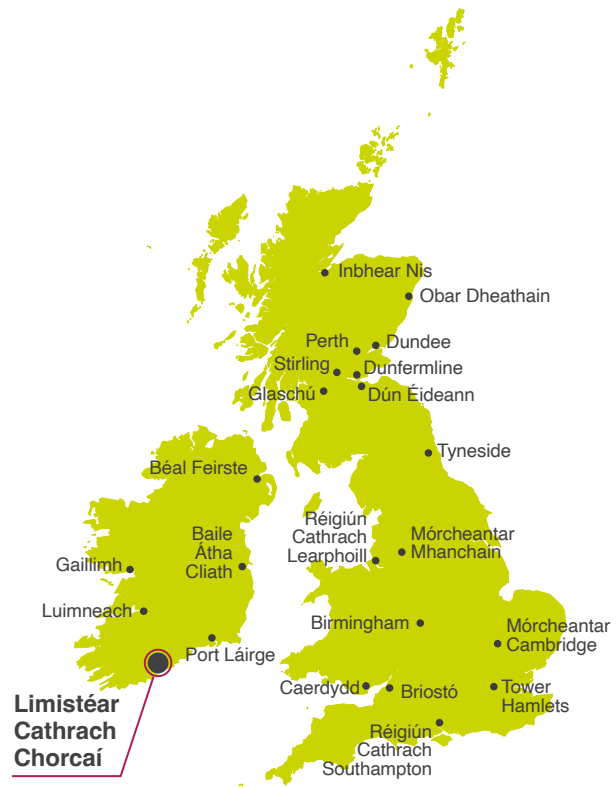 Inbhear Nis
Obar Dheathain
Perth
Dundee
Stirling
Dunfermline
Glaschú
Dún Éideann
Tyneside
Béal Feirste
Réigiún
Cathrach
Learphoill
Mórcheantar
Mhanchain
Baile
Átha
Cliath
Gaillimh
Luimneach
Birmingham
Mórcheantar
Cambridge
Port Láirge
Caerdydd
Briostó
Tower
Hamlets
Limistéar
Cathrach
Chorcaí
Réigiún
Cathrach
Southampton